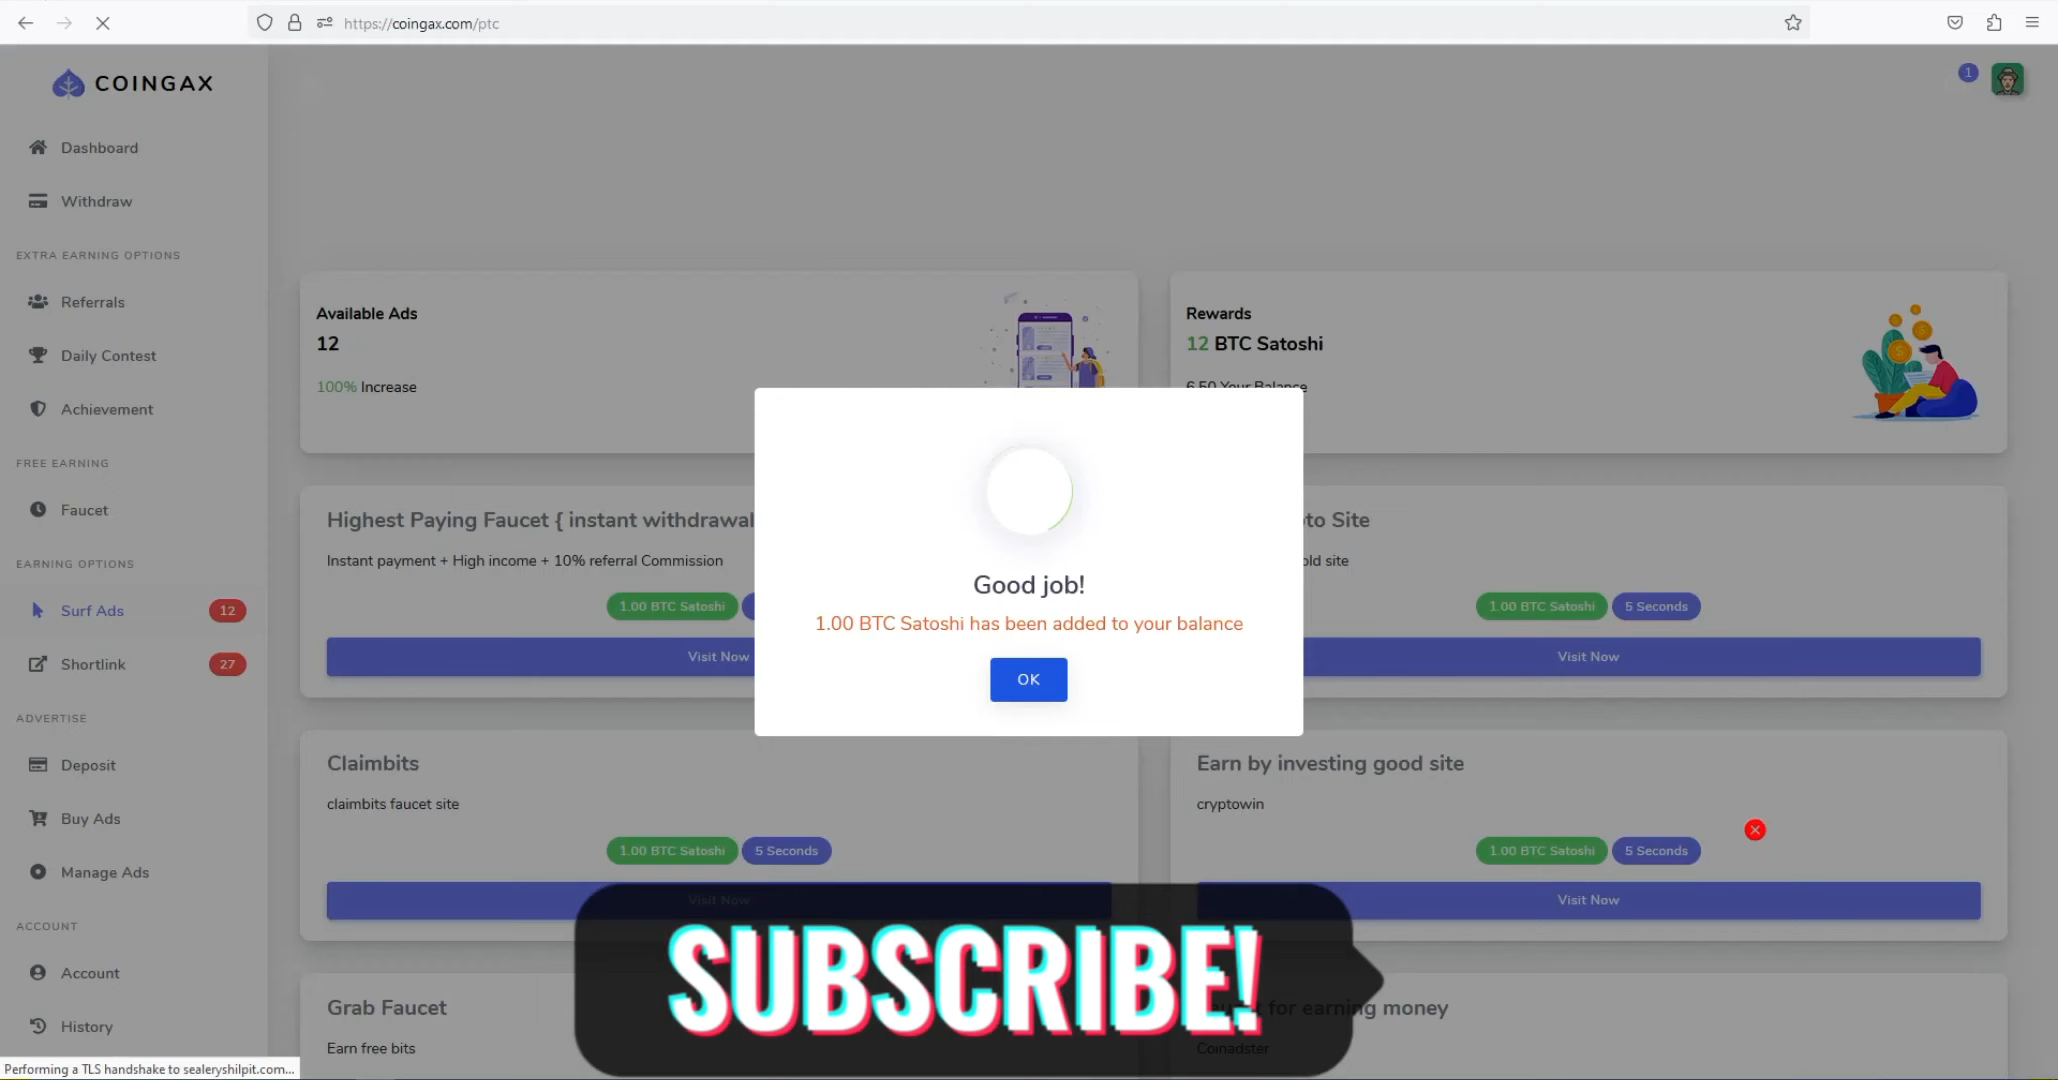 https://coingax.com/ptc
COINGAX
1
Dashboard
Withdraw
EXTRA EARNING OPTIONS
Referrals
Daily Contest
Achievement
FREE EARNING
Faucet
EARNING OPTIONS
Surf Ads
12
Shortlink
27
ADVERTISE
Deposit
Buy Ads
Manage Ads
ACCOUNT
Account
History
Available Ads
12
100% Increase
Rewards
12 BTC Satoshi
6.50 Your Balance
Highest Paying Faucet { instant withdrawal
Instant payment + High income + 10% referral Commission
1.00 BTC Satoshi
Visit Now
to Site
old site
1.00 BTC Satoshi
5 Seconds
Visit Now
Good job!
1.00 BTC Satoshi has been added to your balance
OK
Claimbits
claimbits faucet site
1.00 BTC Satoshi
5 Seconds
Visit Now
Earn by investing good site
cryptowin
1.00 BTC Satoshi
5 Seconds
Visit Now
SUBSCRIBE!
Grab Faucet
Earn free bits
for earning money
Coinadster
Performing a TLS handshake to sealeryshilpit.com...